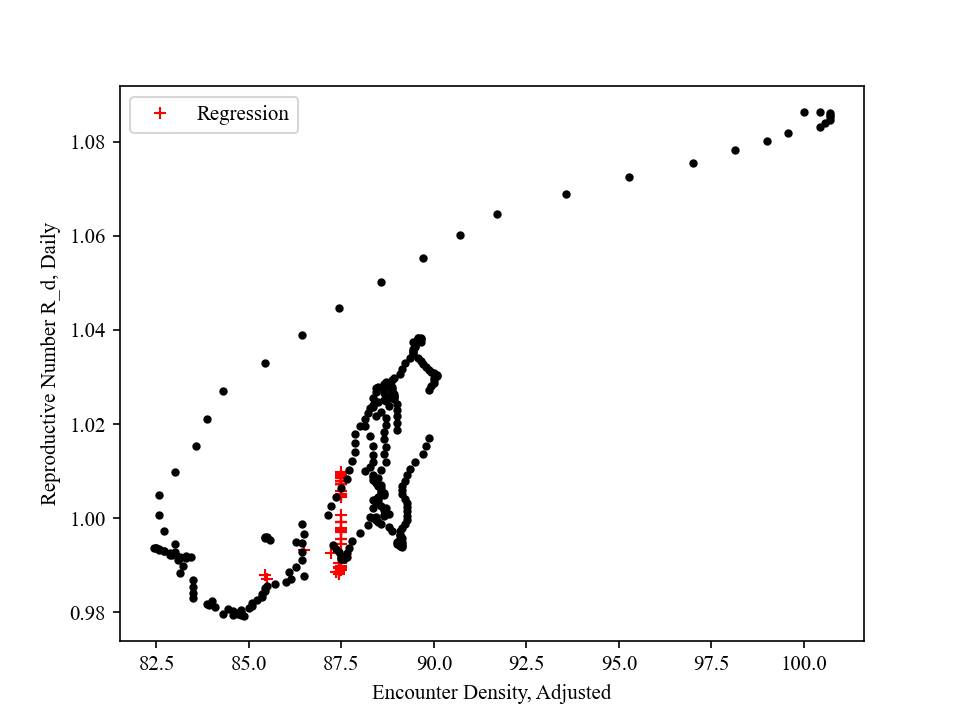 Regression
1.08
1.06
1.04
1.02
1.00
0.98
Reproductive Number R_d, Daily
82.5 85.0 87.5 90.0 92.5 95.0 97.5 100.0
Encounter Density, Adjusted